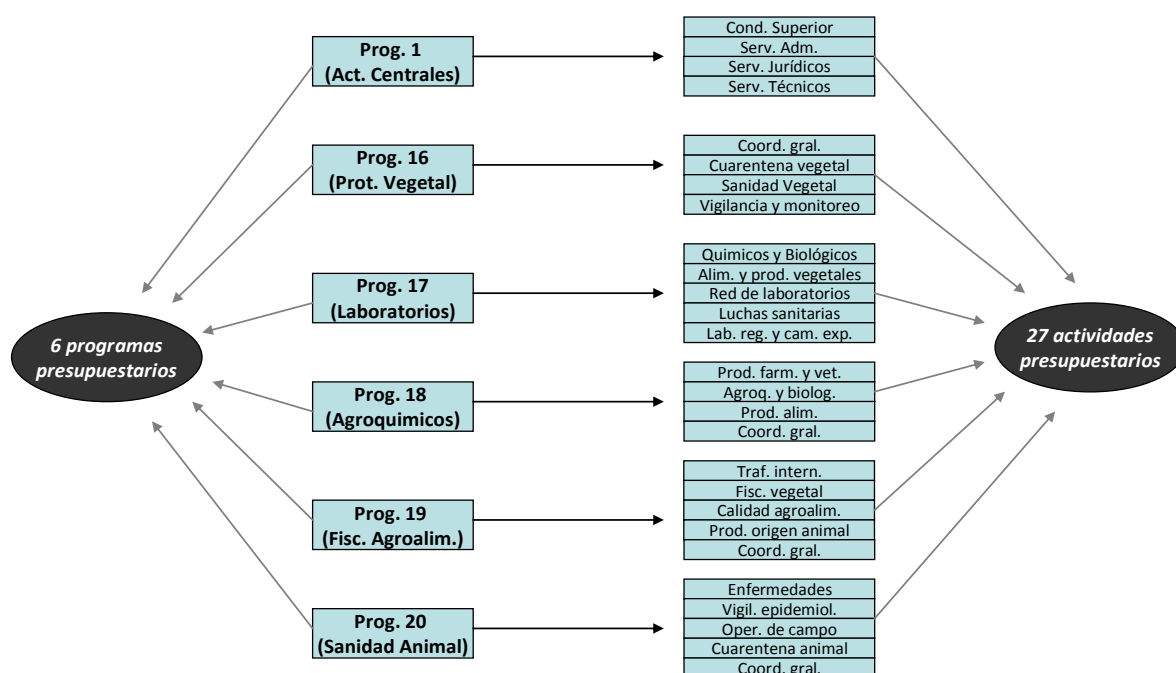 Prog. 1
(Act. Centrales)
Cond. Superior
Serv. Adm.
Serv. Jurídicos
Serv. Técnicos
Prog. 16
(Prot. Vegetal)
Coord. gral.
Cuarentena vegetal
Sanidad Vegetal
Vigilancia y monitoreo
Prog. 17
(Laboratorios)
Quimicos y Biológicos
Alim. y prod. vegetales
Red de laboratorios
Luchas sanitarias
Lab. reg. y cam. exp.
6 programas
presupuestarios
27 actividades
presupuestarios
Prog. 18
(Agroquimicos)
Prod. farm. y vet.
Agroq. y biolog.
Prod. alim.
Coord. gral.
Prog. 19
(Fisc. Agroalim.)
Traf. intern.
Fisc. vegetal
Calidad agroalim.
Prod. origen animal
Coord. gral.
Prog. 20
(Sanidad Animal)
Enfermedades
Vigil. epidemiol.
Oper. de campo
Cuarentena animal
Coord. gral.